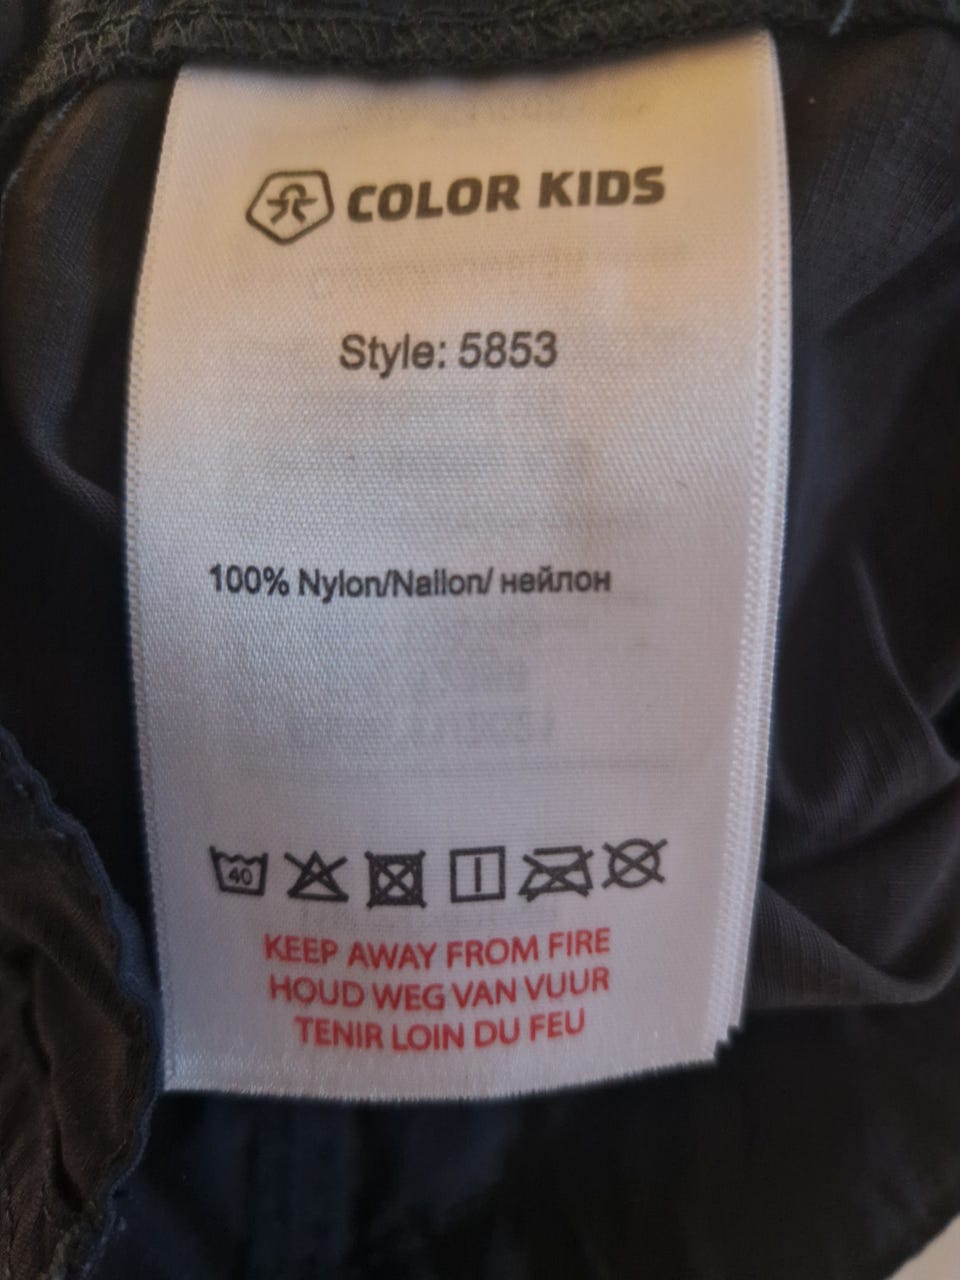 COLOR KIDS
Style: 5853
100% Nylon/Nailon/ нейлон
40
KEEP AWAY FROM FIRE
HOUD WEG VAN VUUR
TENIR LOIN DU FEU